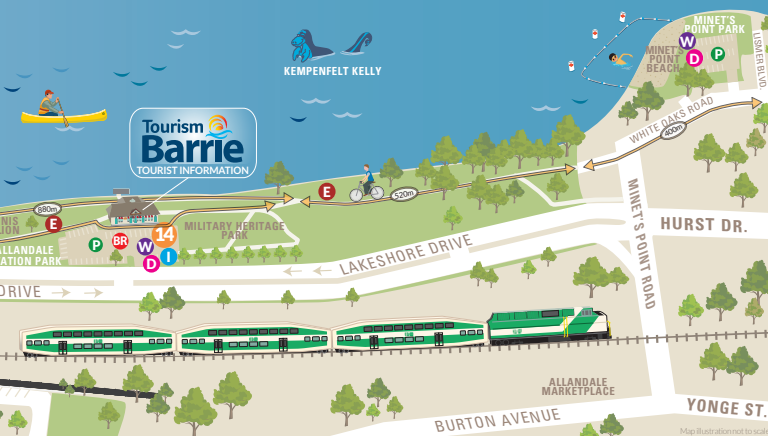 MINET'S
POINT PARK
W
D
P
MINET'S
POINT
BEACH
LISMER BLVD.
KEMPENFELT KELLY
Tourism
Barrie
TOURIST INFORMATION
WHITE OAKS ROAD
400m
E
520m
880m
E
NIS
LION
ALLANDALE
ATION PARK
P
BR
W
14
D
I
MILITARY HERITAGE
PARK
LAKESHORE DRIVE
DRIVE
MINET'S POINT ROAD
HURST DR.
ALLANDALE
MARKETPLACE
BURTON AVENUE
YONGE ST.
Map illustration not to scale